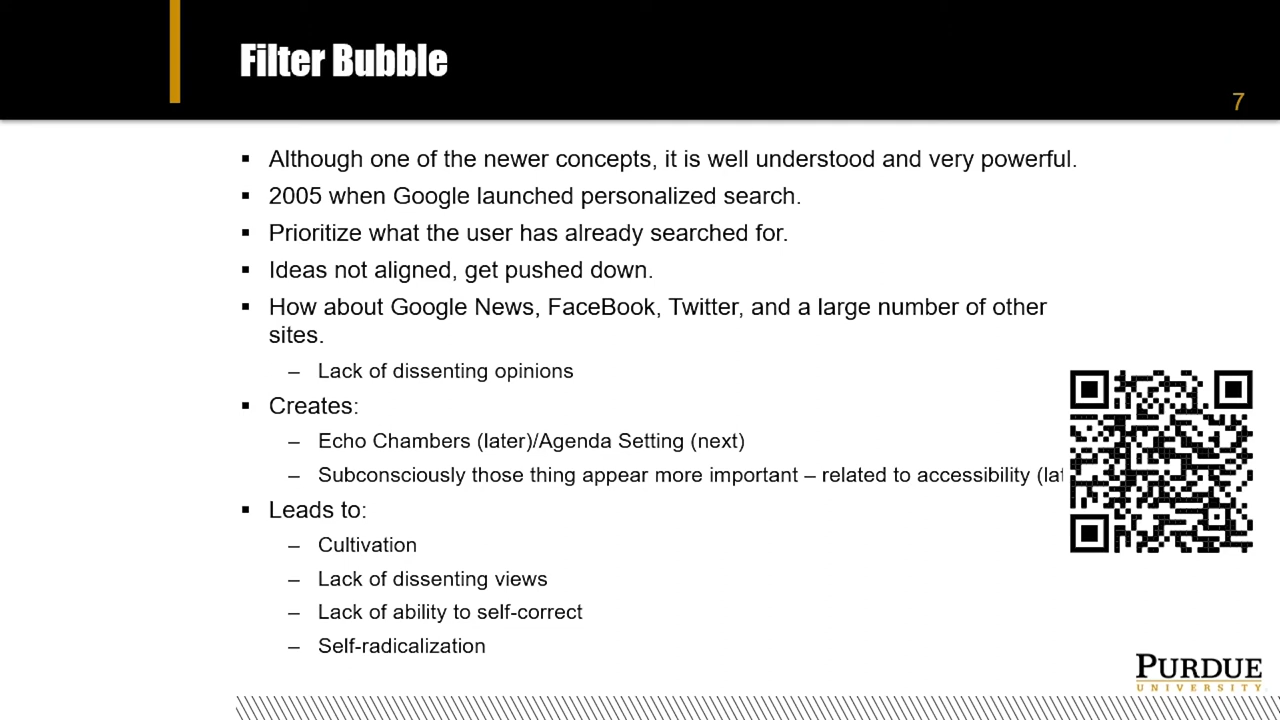 Filter Bubble
7
▪ Although one of the newer concepts, it is well understood and very powerful.
▪ 2005 when Google launched personalized search.
▪ Prioritize what the user has already searched for.
▪ Ideas not aligned, get pushed down.
▪ How about Google News, FaceBook, Twitter, and a large number of other
sites.
– Lack of dissenting opinions
▪ Creates:
– Echo Chambers (later)/Agenda Setting (next)
– Subconsciously those thing appear more important – related to accessibility (lat
▪ Leads to:
– Cultivation
– Lack of dissenting views
– Lack of ability to self-correct
– Self-radicalization
PURDUE
UNIVERSITY